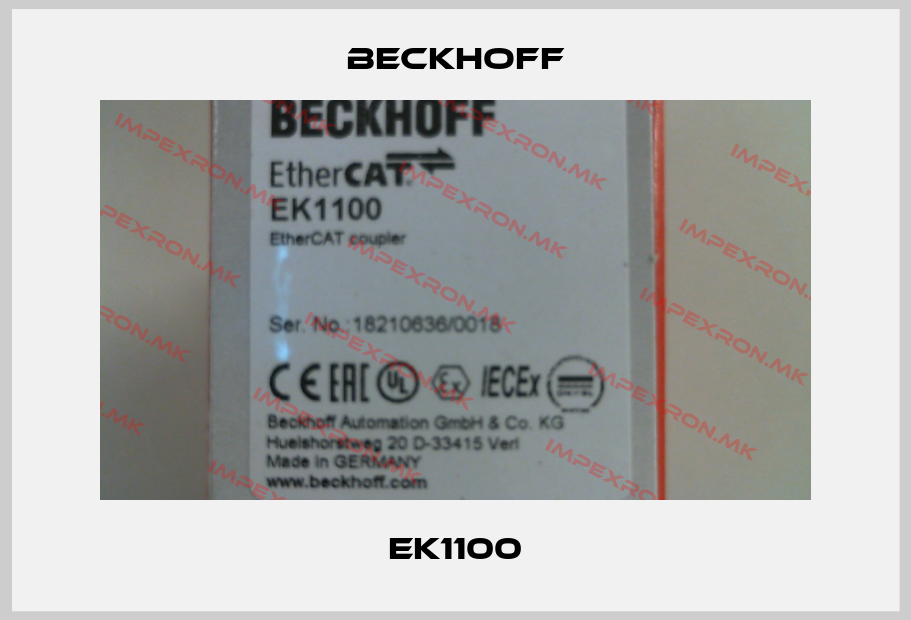 BECKHOFF
BECKHOFF
EtherCAT®
EK1100
EtherCAT coupler
Ser. No.:18210636/0018
CE EAC UL Ex IECEx
Beckhoff Automation GmbH & Co. KG
Huelshorstweg 20 D-33415 Verl
Made in GERMANY
www.beckhoff.com
IMPEXRON.MK
EK1100